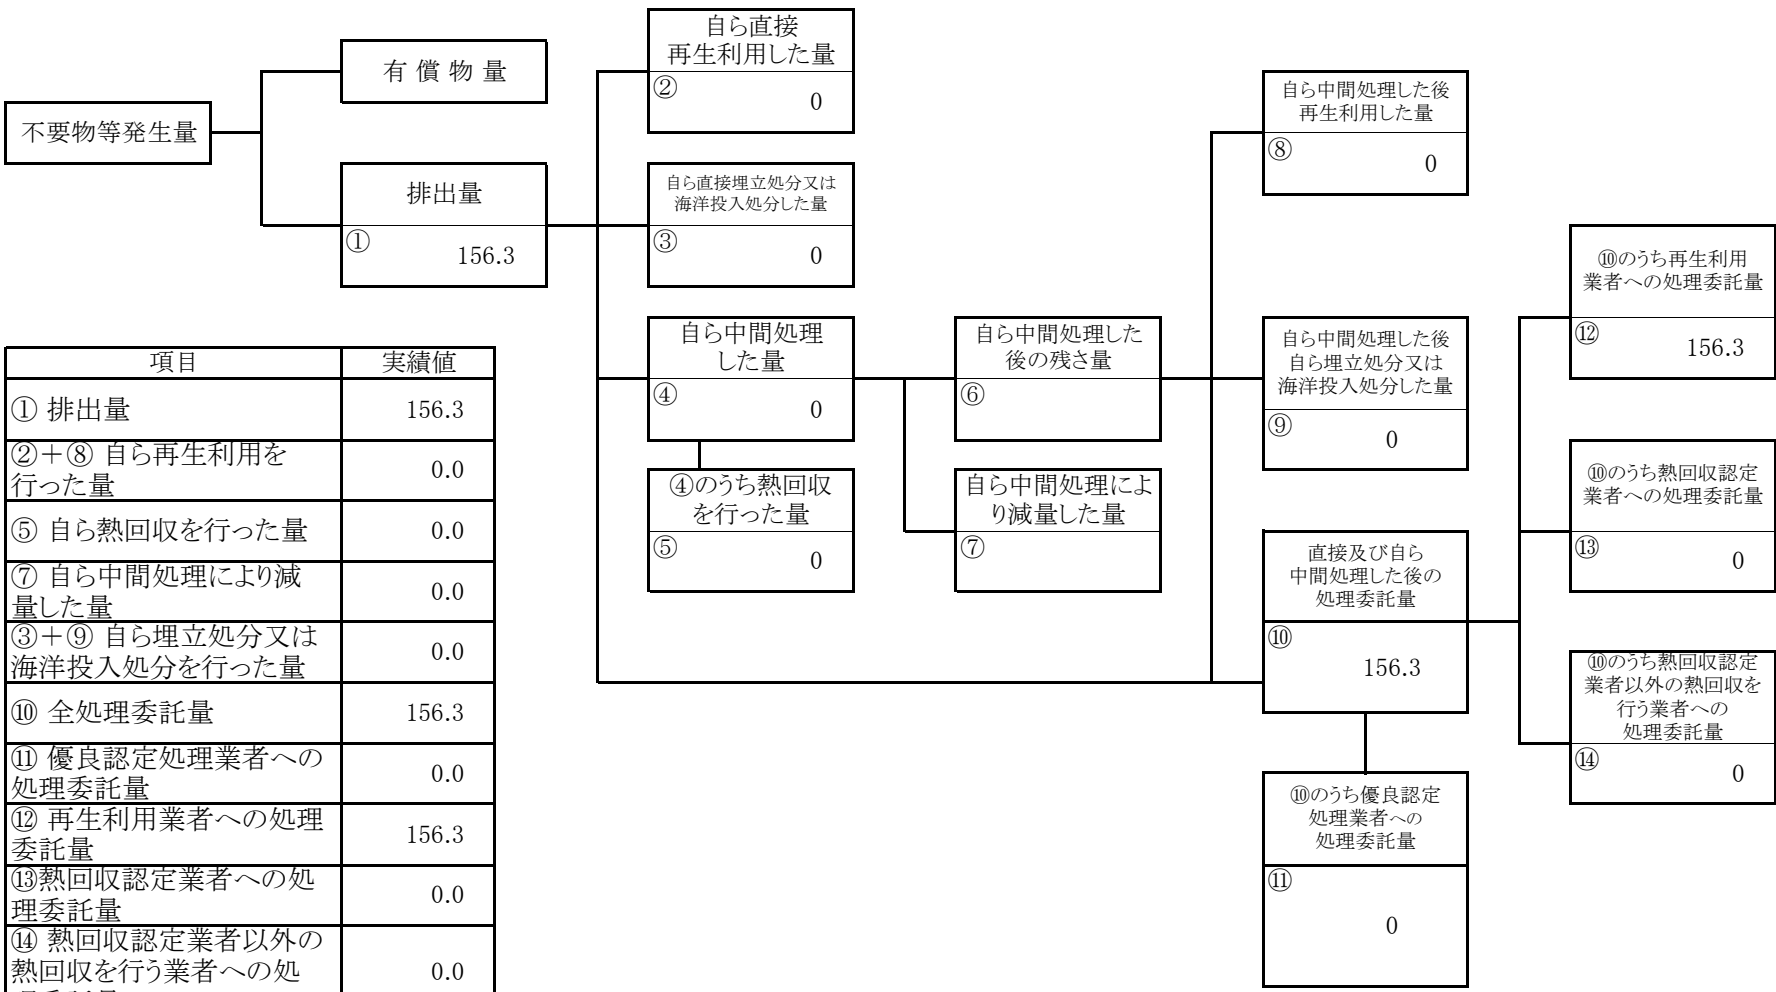 不要物等発生量
有 償 物 量
排出量
①
156.3
自ら直接
再生利用した量
②
0
自ら直接埋立処分又は
海洋投入処分した量
③
0
自ら中間処理
した量
④
0
④のうち熱回収
を行った量
⑤
0
自ら中間処理した
後の残さ量
⑥
自ら中間処理によ
り減量した量
⑦
自ら中間処理した後
再生利用した量
⑧
0
自ら中間処理した後
自ら埋立処分又は
海洋投入処分した量
⑨
0
直接及び自ら
中間処理した後の
処理委託量
⑩
156.3
⑩のうち優良認定
処理業者への
処理委託量
⑪
0
⑩のうち再生利用
業者への処理委託量
⑫
156.3
⑩のうち熱回収認定
業者への処理委託量
⑬
0
⑩のうち熱回収認定
業者以外の熱回収を
行う業者への
処理委託量
⑭
0
項目 実績値
① 排出量 156.3
②＋⑧ 自ら再生利用を
行った量 0.0
⑤ 自ら熱回収を行った量 0.0
⑦ 自ら中間処理により減
量した量 0.0
③＋⑨ 自ら埋立処分又は
海洋投入処分を行った量 0.0
⑩ 全処理委託量 156.3
⑪ 優良認定処理業者への
処理委託量 0.0
⑫ 再生利用業者への処理
委託量 156.3
⑬熱回収認定業者への処
理委託量 0.0
⑭ 熱回収認定業者以外の
熱回収を行う業者への処 0.0